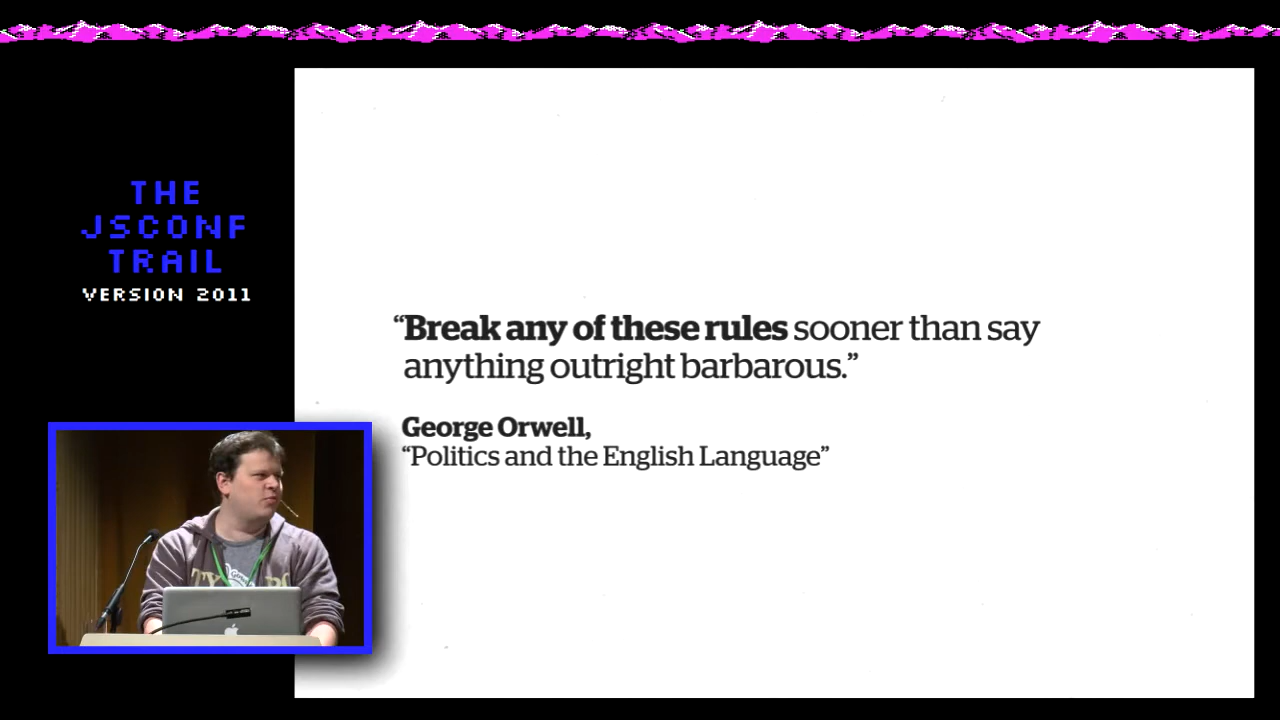 THE
JSCONF
TRAIL
VERSION 2011
“Break any of these rules sooner than say
anything outright barbarous.”
George Orwell,
“Politics and the English Language”